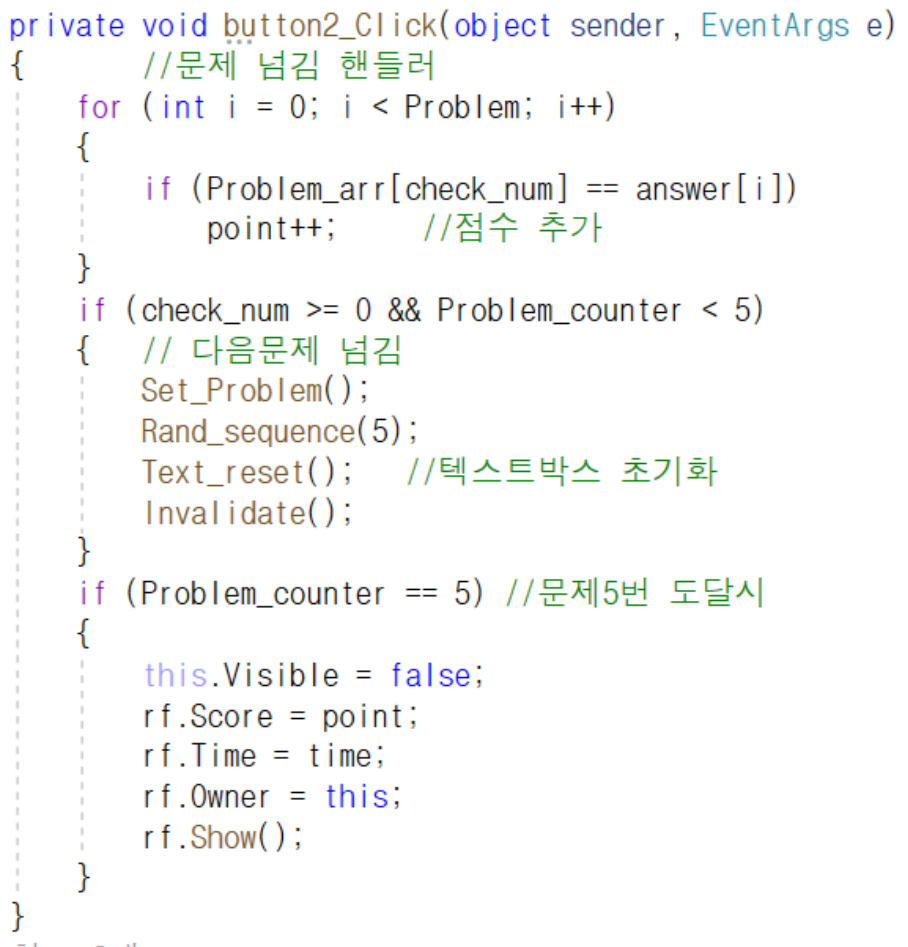 private void button2_Click(object sender, EventArgs e)
{ //문제 넘김 핸들러
for (int i = 0; i < Problem; i++)
{
if (Problem_arr[check_num] == answer[i])
point++; //점수 추가
}
if (check_num >= 0 && Problem_counter < 5)
{ // 다음문제 넘김
Set_Problem();
Rand_sequence(5);
Text_reset(); //텍스트박스 초기화
Invalidate();
}
if (Problem_counter == 5) //문제5번 도달시
{
this.Visible = false;
rf.Score = point;
rf.Time = time;
rf.Owner = this;
rf.Show();
}
}